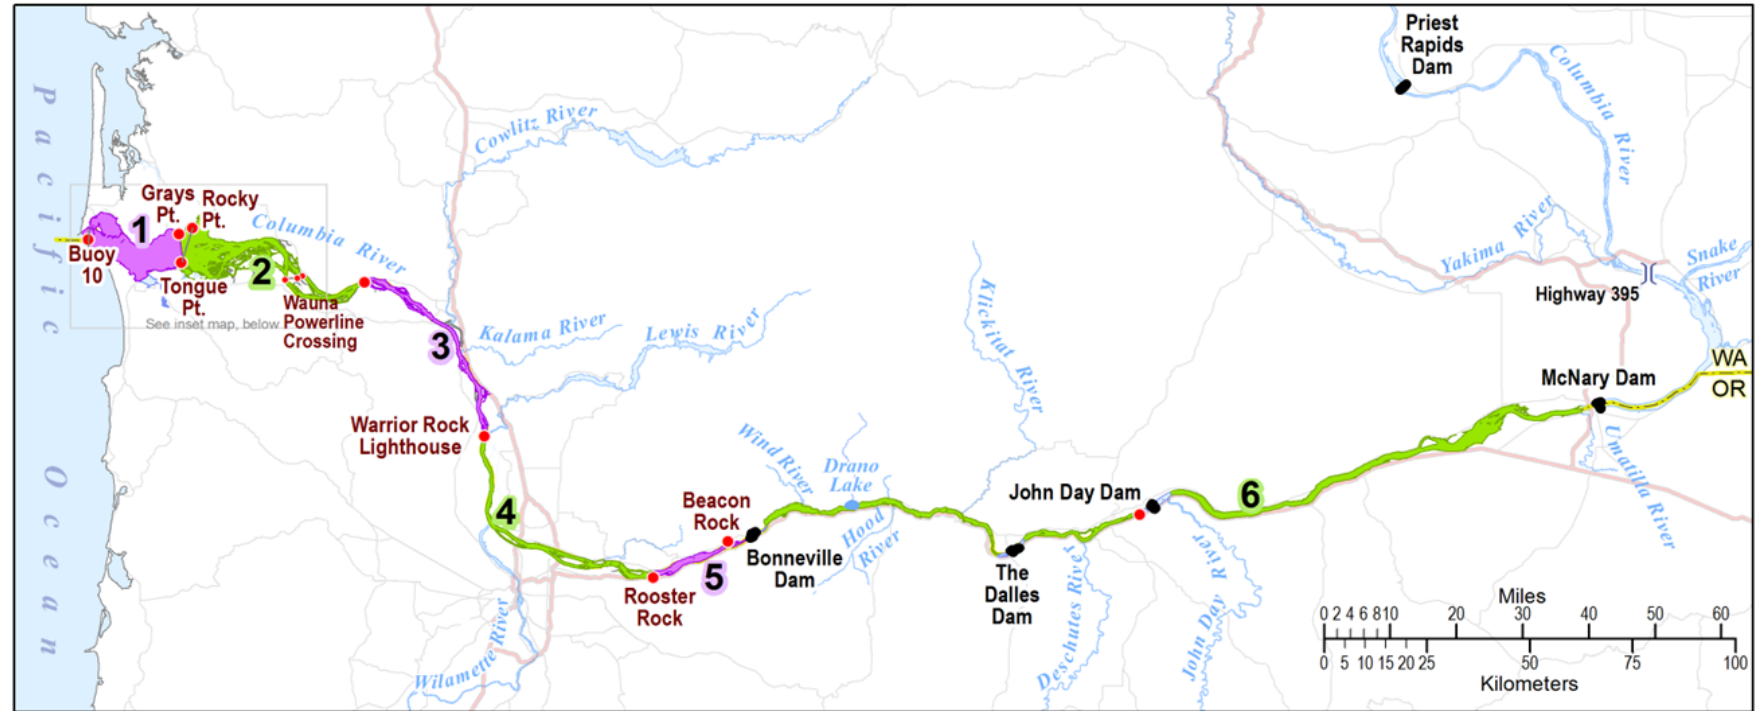 Priest
Rapids
Dam
Columbia River
Pacific Ocean
Cowlitz River
Grays
Pt.
Rocky
Pt.
1
Columbia River
Buoy
10
2
Tongue
Pt.
See inset map, below.
Wauna
Powerline
Crossing
3
Kalama River
Lewis River
Klickitat River
Yakima River
Snake
River
Highway 395
WA
OR
McNary Dam
Warrior Rock
Lighthouse
Wind River
Drano
Lake
Hood
River
Umatilla River
4
Beacon
Rock
John Day Dam
6
5
Bonneville
Dam
Rooster
Rock
The
Dalles
Dam
Deschutes River
John Day River
Wilamette River
Miles
0 2 4 6 8 10 20 30 40 50 60
0 5 10 15 20 25 50 75 100
Kilometers